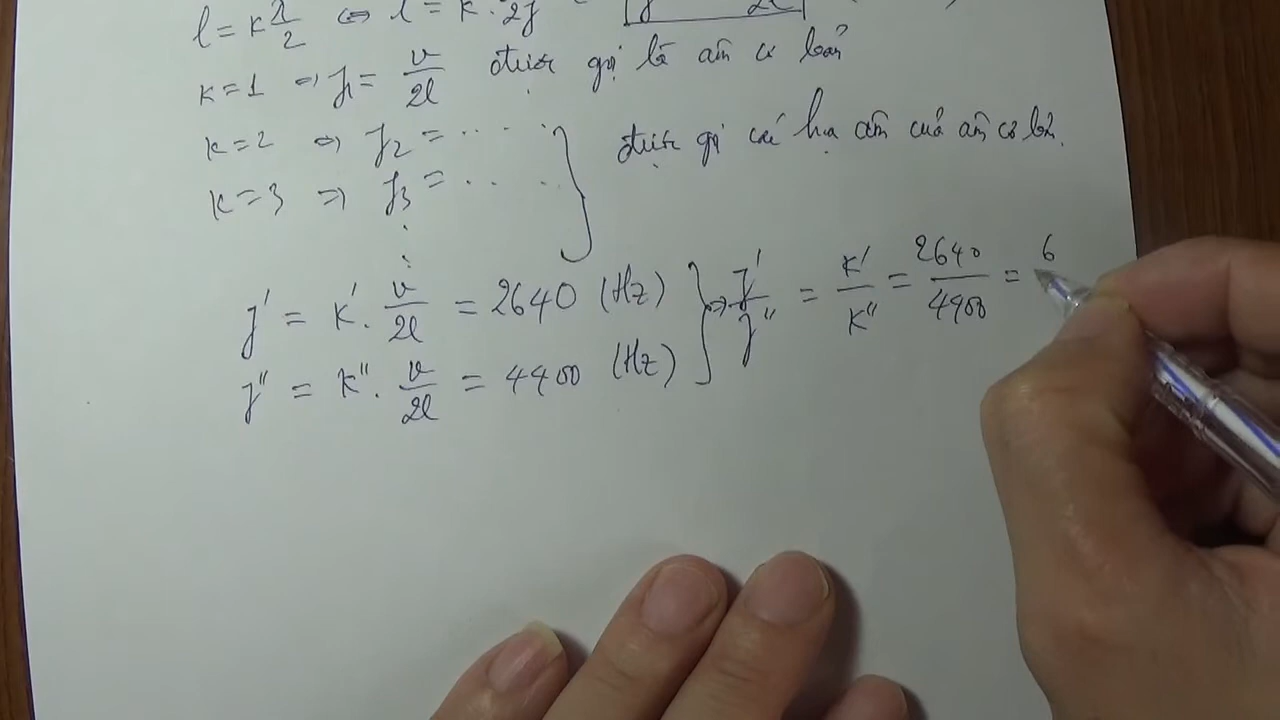 l = k λ/2 ⇔ l = k. v/2f f 2l
k = 1 ⇒ f1 = v/2l được gọi là âm cơ bản
k = 2 ⇒ f2 = .....
k = 3 ⇒ f3 = .....
được gọi các họa âm của âm cơ bản.
f' = k'. v/2l = 2640 (Hz)
f'' = k''. v/2l = 4400 (Hz)
⇒ f'/f'' = k'/k'' = 2640/4400 = 6